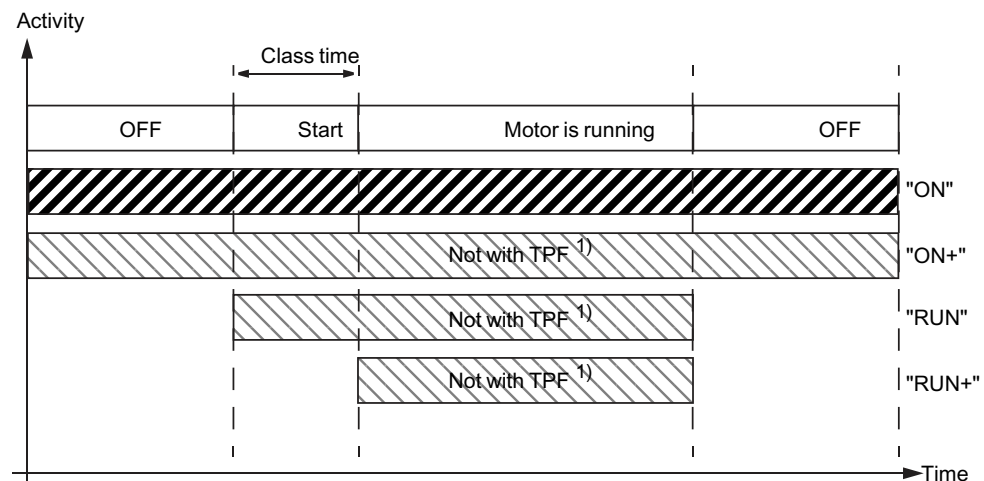 Activity
Class time
OFF Start Motor is running OFF
"ON"
Not with TPF 1) "ON+"
Not with TPF 1) "RUN"
Not with TPF 1) "RUN+"
Time